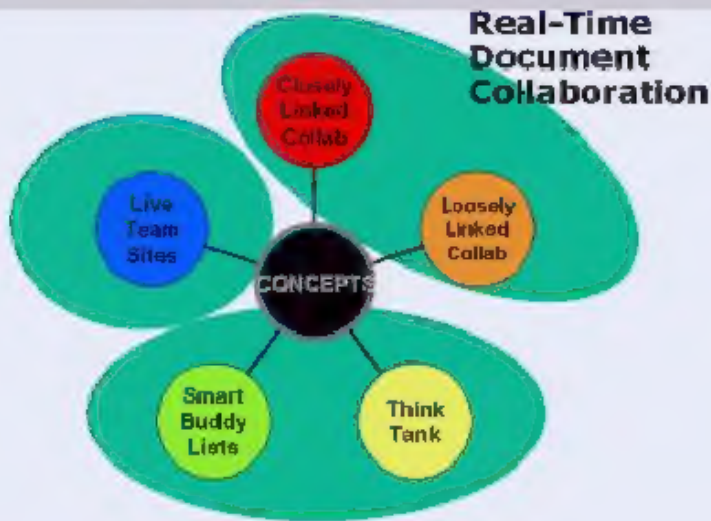 Real-Time
Document
Collaboration
Closely
Linked
Collab
Live
Team
Sites
Loosely
Linked
Collab
CONCEPTS
Smart
Buddy
Lists
Think
Tank